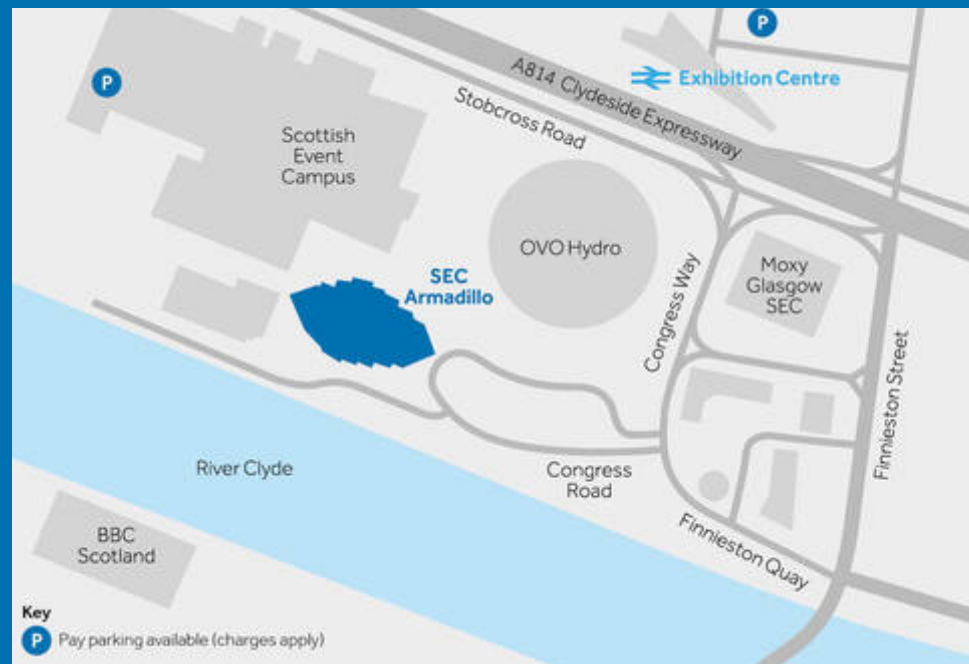 P
P
Exhibition Centre
A814 Clydeside Expressway
Stobcross Road
Scottish
Event
Campus
OVO Hydro
SEC
Armadillo
Congress Way
Moxy
Glasgow
SEC
Finnieston Street
River Clyde
Congress
Road
Finnieston Quay
BBC
Scotland
Key
P Pay parking available (charges apply)